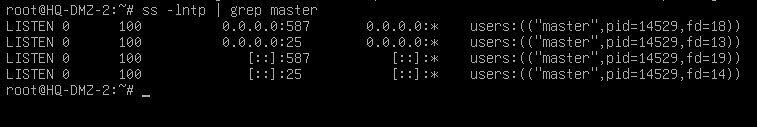 root@HQ-DMZ-2:~# ss -lntp | grep master
LISTEN 0 100 0.0.0.0:587 0.0.0.0:* users:(("master",pid=14529,fd=18))
LISTEN 0 100 0.0.0.0:25 0.0.0.0:* users:(("master",pid=14529,fd=13))
LISTEN 0 100 [::]:587 [::]:* users:(("master",pid=14529,fd=19))
LISTEN 0 100 [::]:25 [::]:* users:(("master",pid=14529,fd=14))
root@HQ-DMZ-2:~# _